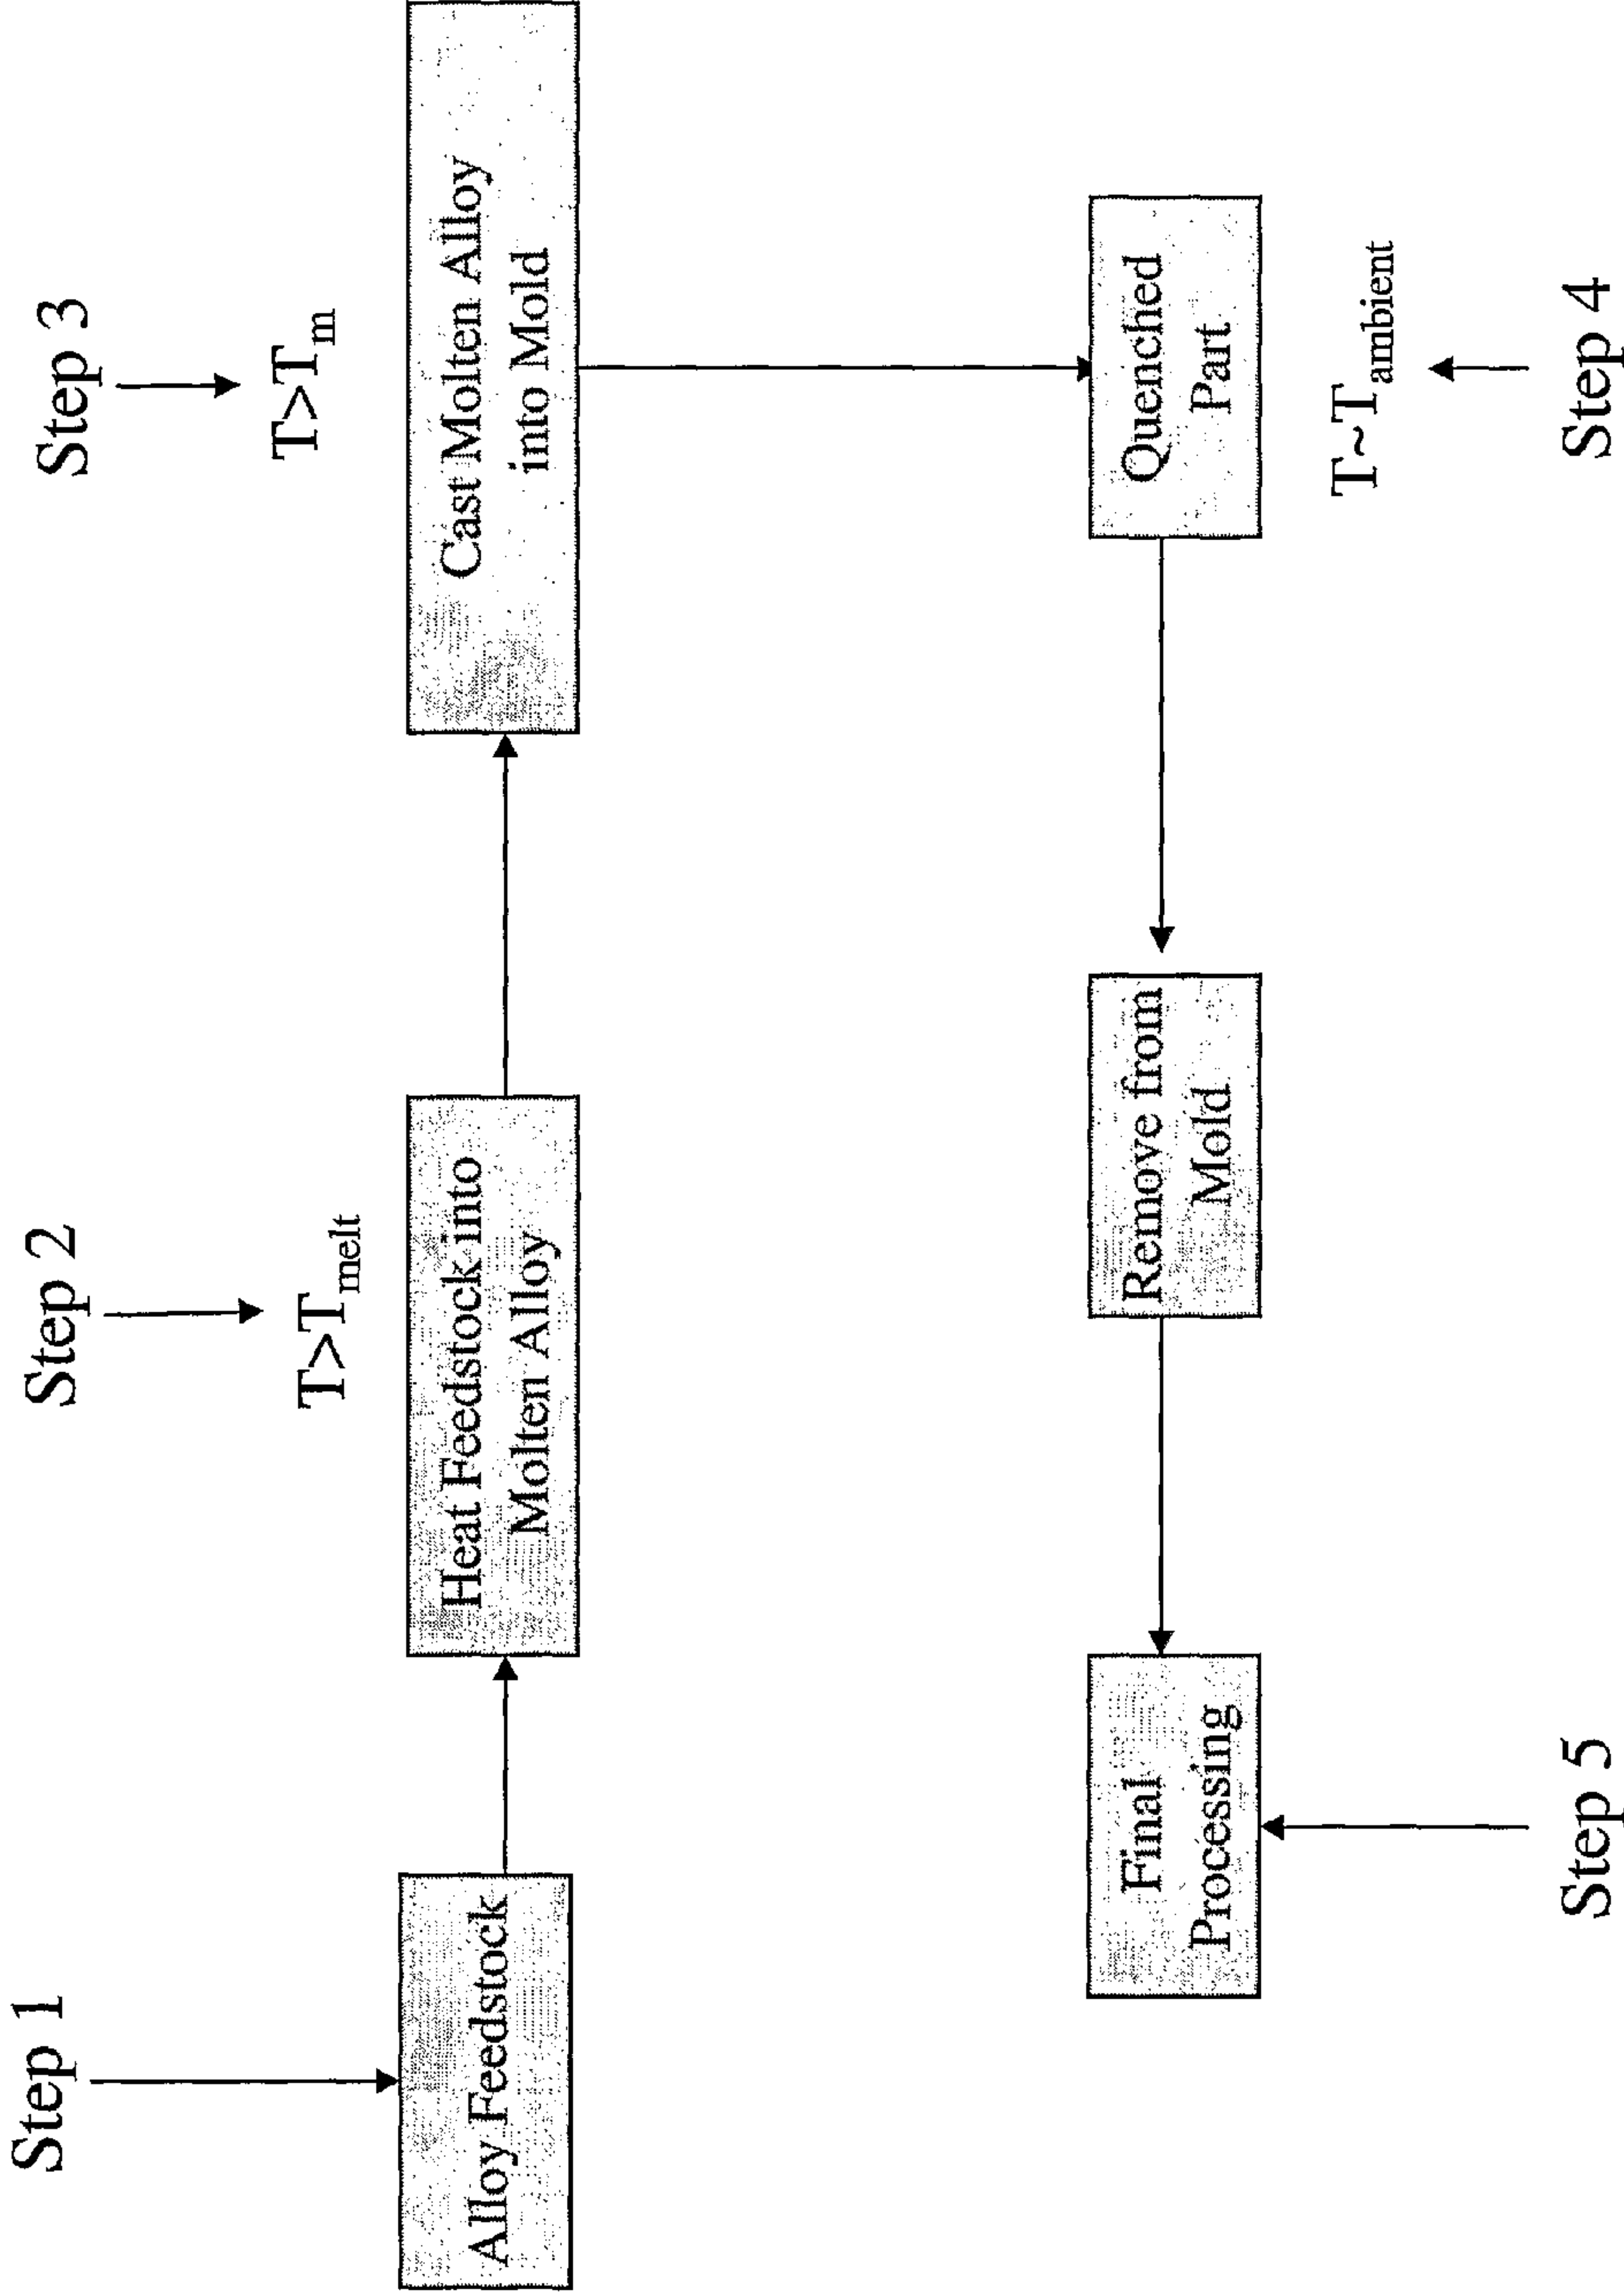 Step 1
Alloy Feedstock
Step 2
T>T_melt
Heat Feedstock into
Molten Alloy
Step 3
T>T_m
Cast Molten Alloy
into Mold
Quenched
Part
T~T_ambient
Step 4
Remove from
Mold
Final
Processing
Step 5